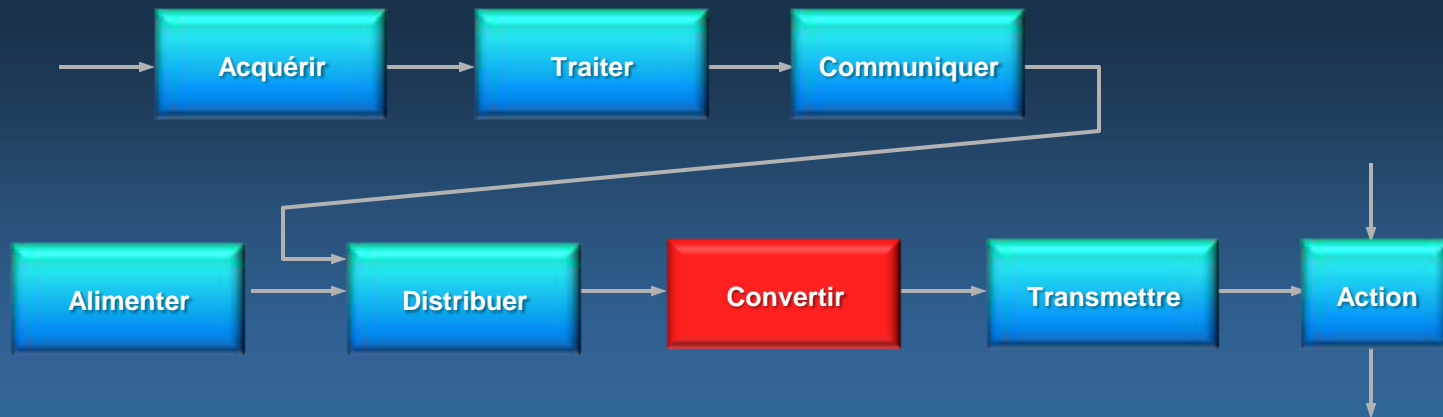 Acquérir
Traiter
Communiquer
Alimenter
Distribuer
Convertir
Transmettre
Action